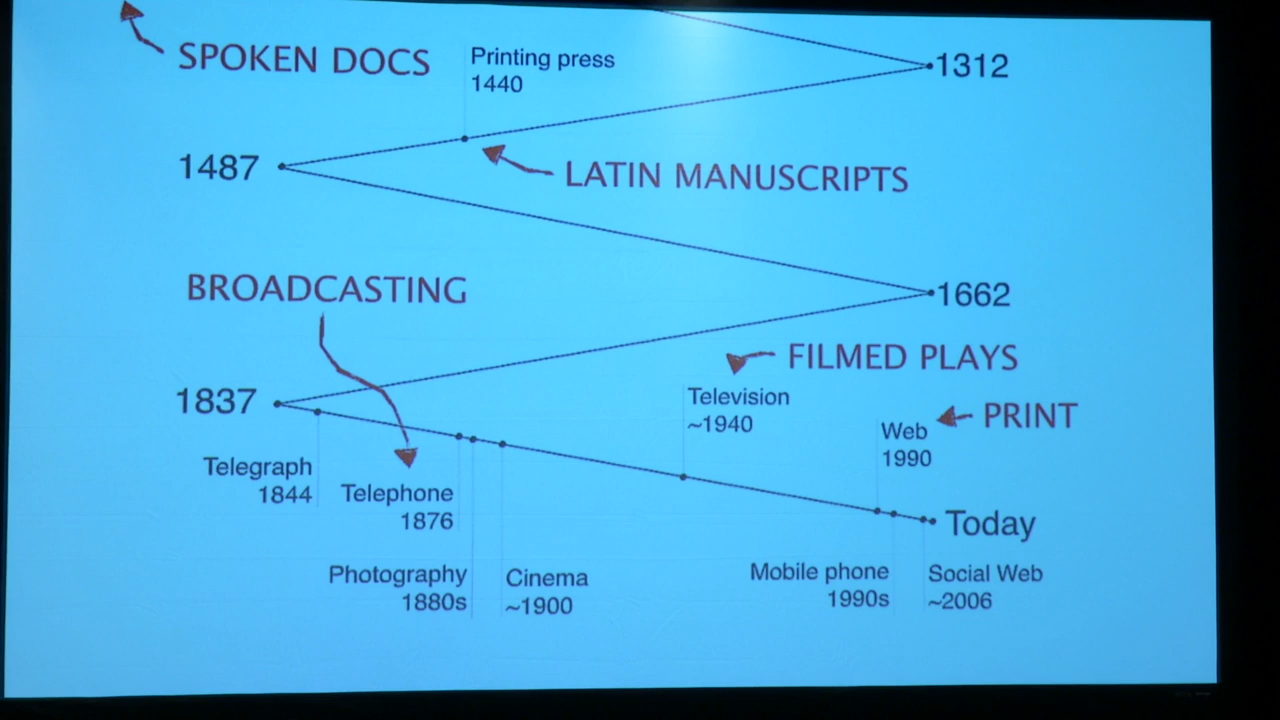 SPOKEN DOCS
Printing press
1440
1312
1487
LATIN MANUSCRIPTS
BROADCASTING
1662
FILMED PLAYS
1837
Television
~1940
PRINT
Web
1990
Telegraph
1844
Telephone
1876
Today
Photography
1880s
Cinema
~1900
Mobile phone
1990s
Social Web
~2006